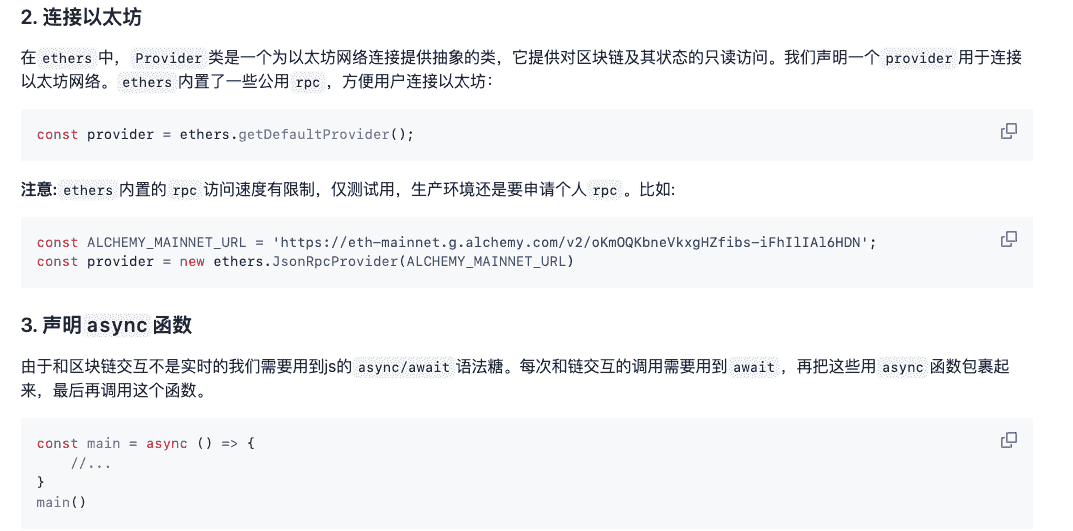 2. 连接以太坊
在 ethers 中， Provider 类是一个为以太坊网络连接提供抽象的类，它提供对区块链及其状态的只读访问。我们声明一个 provider 用于连接
以太坊网络。 ethers 内置了一些公用 rpc ，方便用户连接以太坊：
const provider = ethers.getDefaultProvider();
注意: ethers 内置的 rpc 访问速度有限制，仅测试用，生产环境还是要申请个人 rpc 。比如:
const ALCHEMY_MAINNET_URL = 'https://eth-mainnet.g.alchemy.com/v2/oKmOQKbneVkxgHZfibs-iFhIlIAl6HDN';
const provider = new ethers.JsonRpcProvider(ALCHEMY_MAINNET_URL)
3. 声明 async 函数
由于和区块链交互不是实时的我们需要用到js的 async/await 语法糖。每次和链交互的调用需要用到 await ，再把这些用 async 函数包裹起
来，最后再调用这个函数。
const main = async () => {
    //...
}
main()